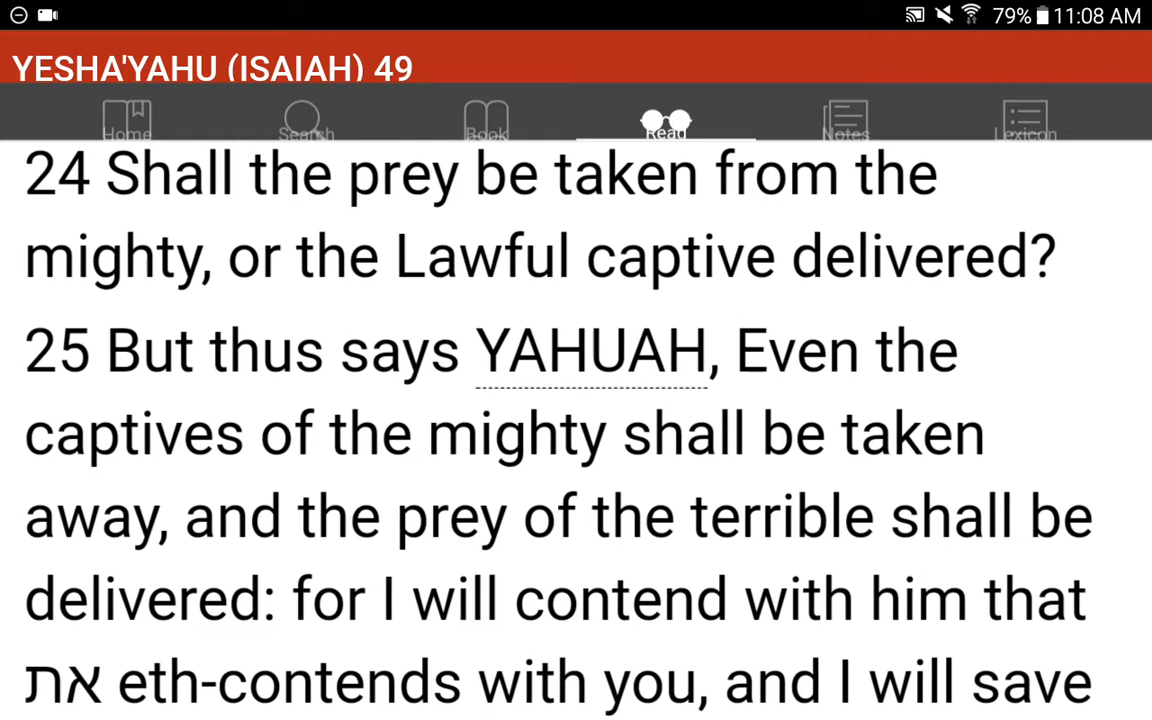 79% 11:08 AM
YESHA'YAHU (ISAIAH) 49
Home Search Book Read Notes Lexicon
24 Shall the prey be taken from the
mighty, or the Lawful captive delivered?
25 But thus says YAHUAH, Even the
captives of the mighty shall be taken
away, and the prey of the terrible shall be
delivered: for I will contend with him that
את eth-contends with you, and I will save